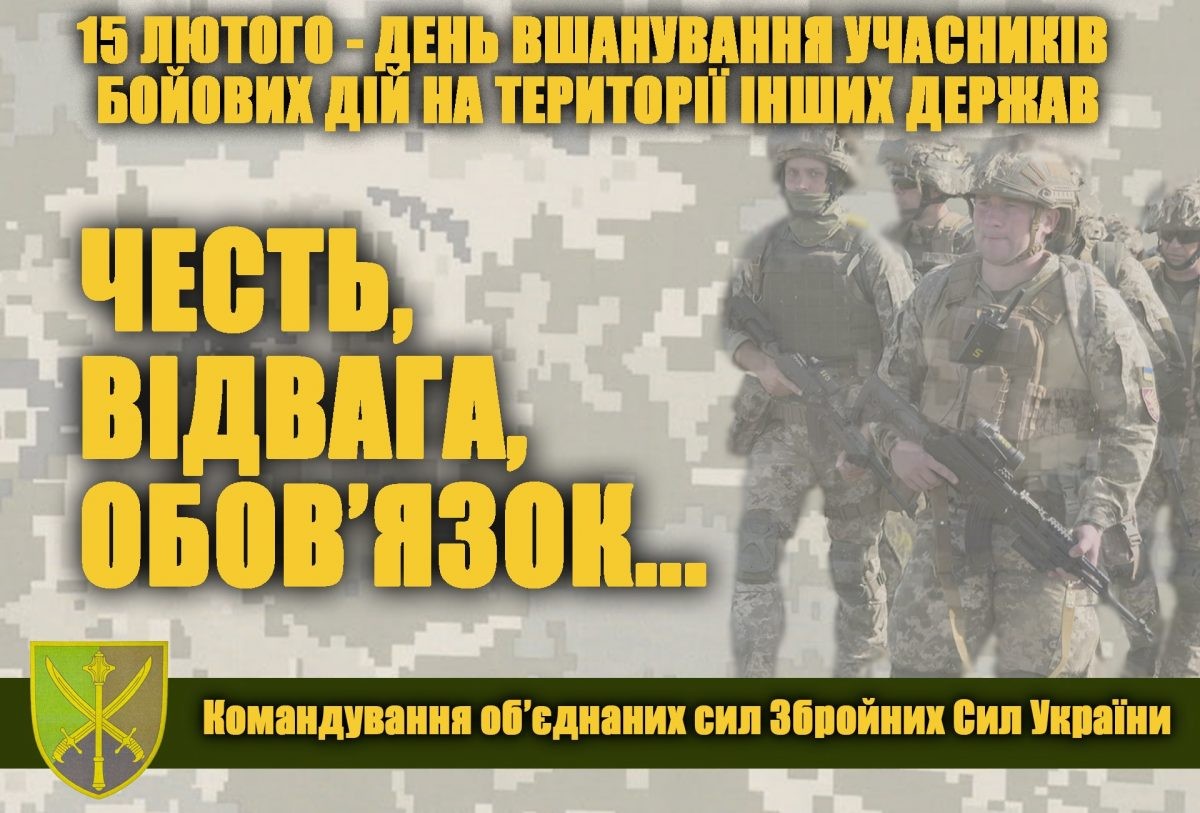 15 ЛЮТОГО - ДЕНЬ ВШАНУВАННЯ УЧАСНИКІВ
БОЙОВИХ ДІЙ НА ТЕРИТОРІЇ ІНШИХ ДЕРЖАВ
ЧЕСТЬ,
ВІДВАГА,
ОБОВ’ЯЗОК...
Командування об’єднаних сил Збройних Сил України